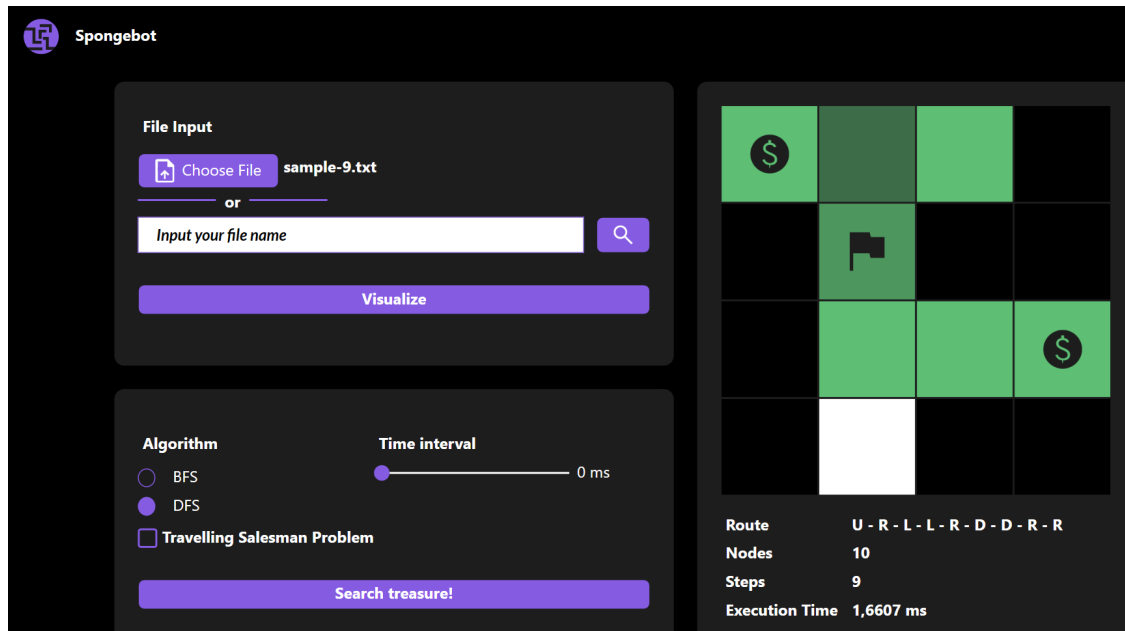 Spongebot
File Input
Choose File
sample-9.txt
or
Input your file name
Visualize
Algorithm
BFS
DFS
Travelling Salesman Problem
Time interval
0 ms
Search treasure!
$
$
Route U - R - L - L - R - D - D - R - R
Nodes 10
Steps 9
Execution Time 1,6607 ms